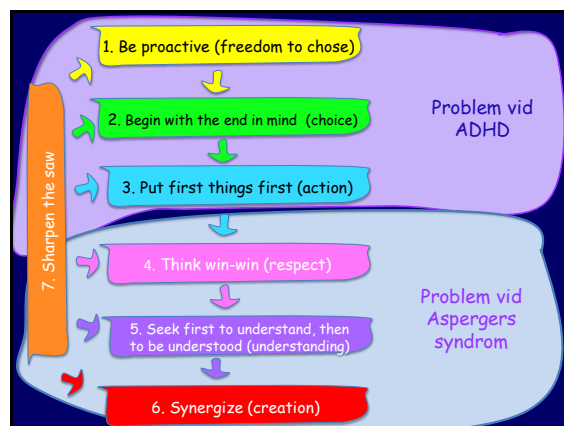 1. Be proactive (freedom to chose)
2. Begin with the end in mind (choice)
3. Put first things first (action)
Problem vid
ADHD
7. Sharpen the saw
4. Think win-win (respect)
5. Seek first to understand, then
to be understood (understanding)
6. Synergize (creation)
Problem vid
Aspergers
syndrom